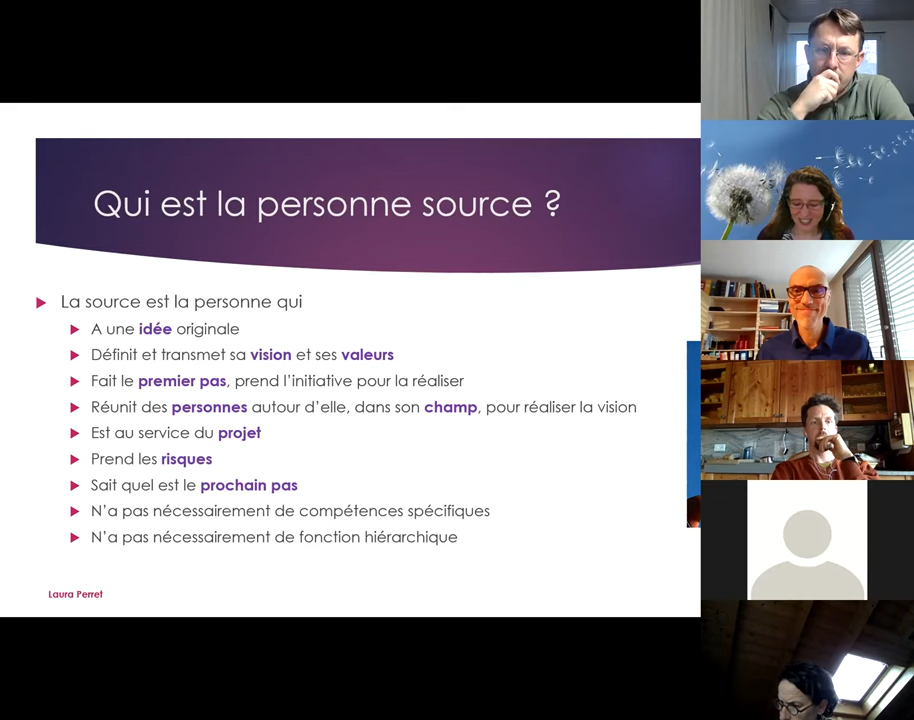 Qui est la personne source ?
La source est la personne qui
A une idée originale
Définit et transmet sa vision et ses valeurs
Fait le premier pas, prend l'initiative pour la réaliser
Réunit des personnes autour d'elle, dans son champ, pour réaliser la vision
Est au service du projet
Prend les risques
Sait quel est le prochain pas
N'a pas nécessairement de compétences spécifiques
N'a pas nécessairement de fonction hiérarchique
Laura Perret